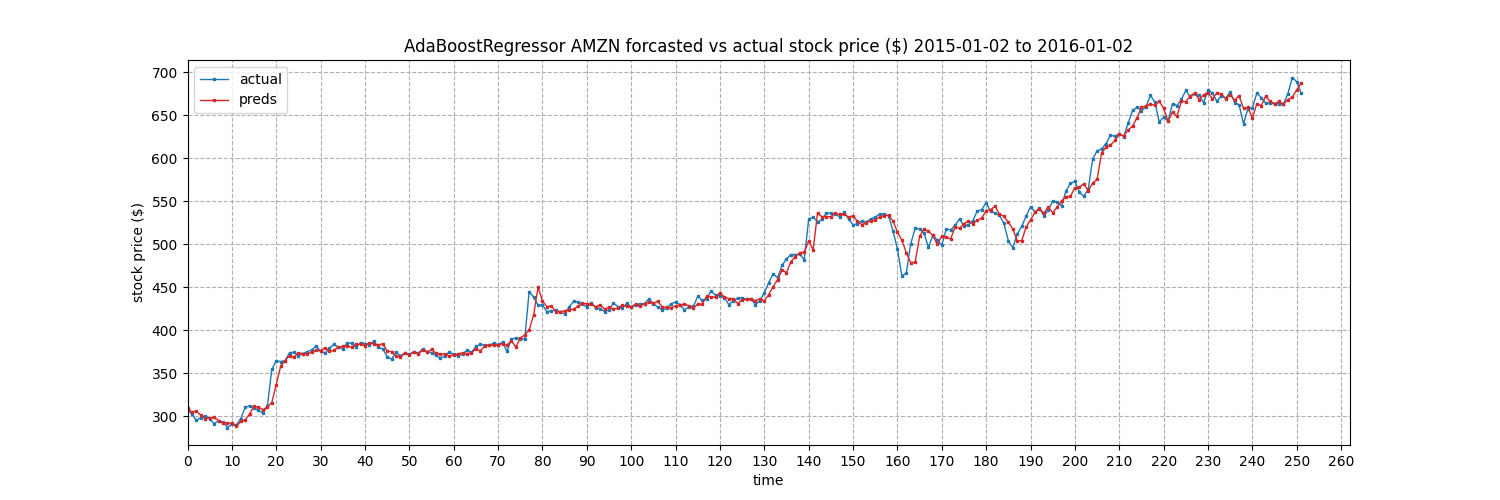 AdaBoostRegressor AMZN forcasted vs actual stock price ($) 2015-01-02 to 2016-01-02
actual
preds
700
650
600
550
500
450
400
350
300
stock price ($)
0 10 20 30 40 50 60 70 80 90 100 110 120 130 140 150 160 170 180 190 200 210 220 230 240 250 260
time